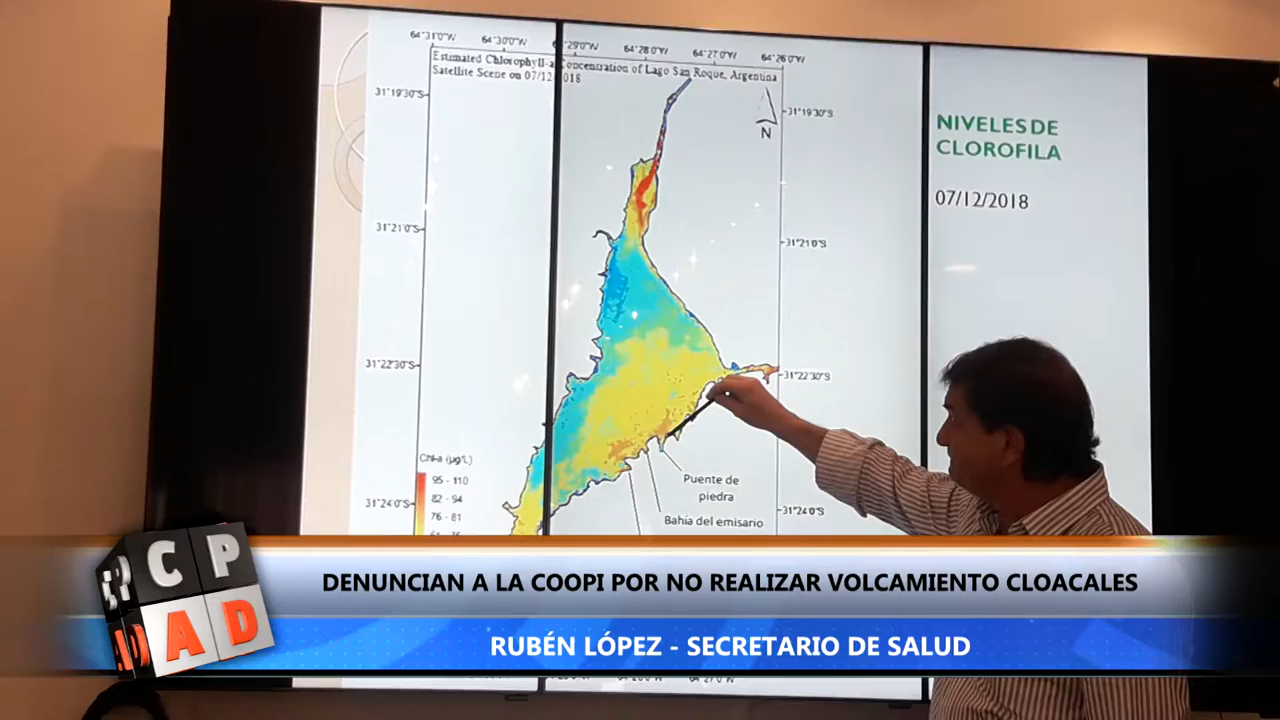 64°31'0"W 64°30'0"W 64°29'0"W 64°28'0"W 64°27'0"W 64°26'0"W
Estimated Chlorophyll-a Concentration of Lago San Roque, Argentina
Satellite Scene on 07/12/2018
31°19'30"S
31°19'30"S
N
NIVELES DE
CLOROFILA
07/12/2018
31°21'0"S
31°21'0"S
31°22'30"S
31°22'30"S
Chl-a (µg/L)
95 - 110
82 - 94
76 - 81
31°24'0"S
31°24'0"S
Puente de
piedra
Bahia del emisario
CP
AD
DENUNCIAN A LA COOPI POR NO REALIZAR VOLCAMIENTO CLOACALES
RUBÉN LÓPEZ - SECRETARIO DE SALUD